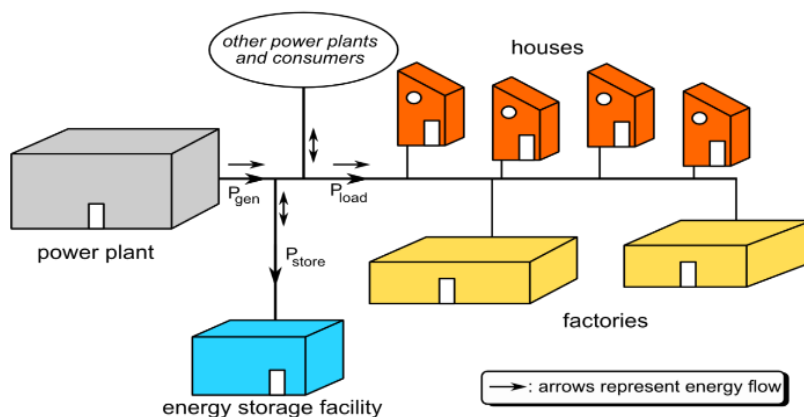 other power plants
and consumers
houses
P_gen
P_load
power plant
P_store
factories
energy storage facility
: arrows represent energy flow